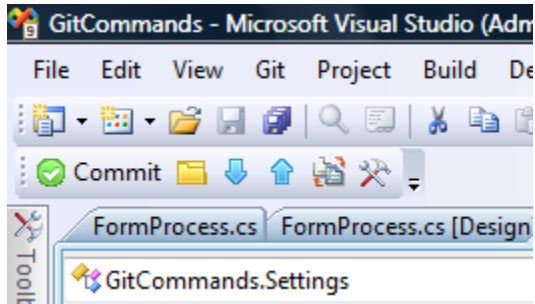 GitCommands - Microsoft Visual Studio (Adm
File Edit View Git Project Build De
Commit
FormProcess.cs FormProcess.cs [Design
Toolb
GitCommands.Settings